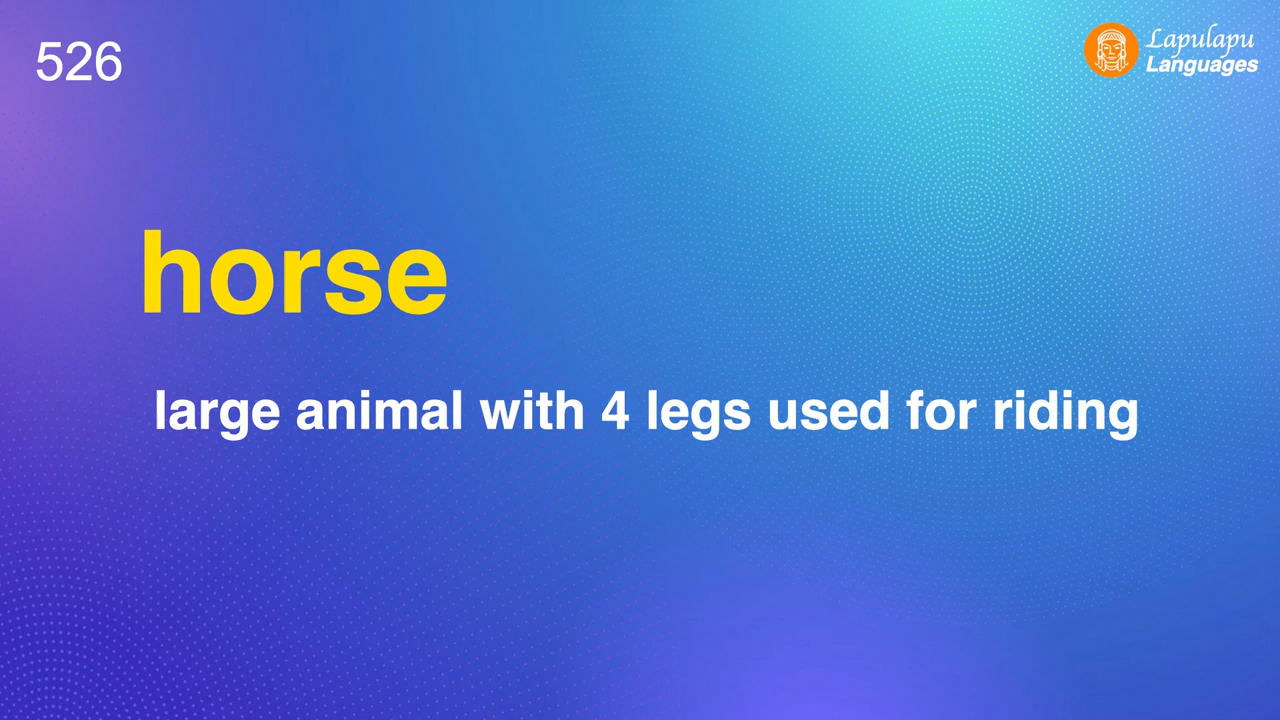 526
Lapulapu
Languages
horse
large animal with 4 legs used for riding